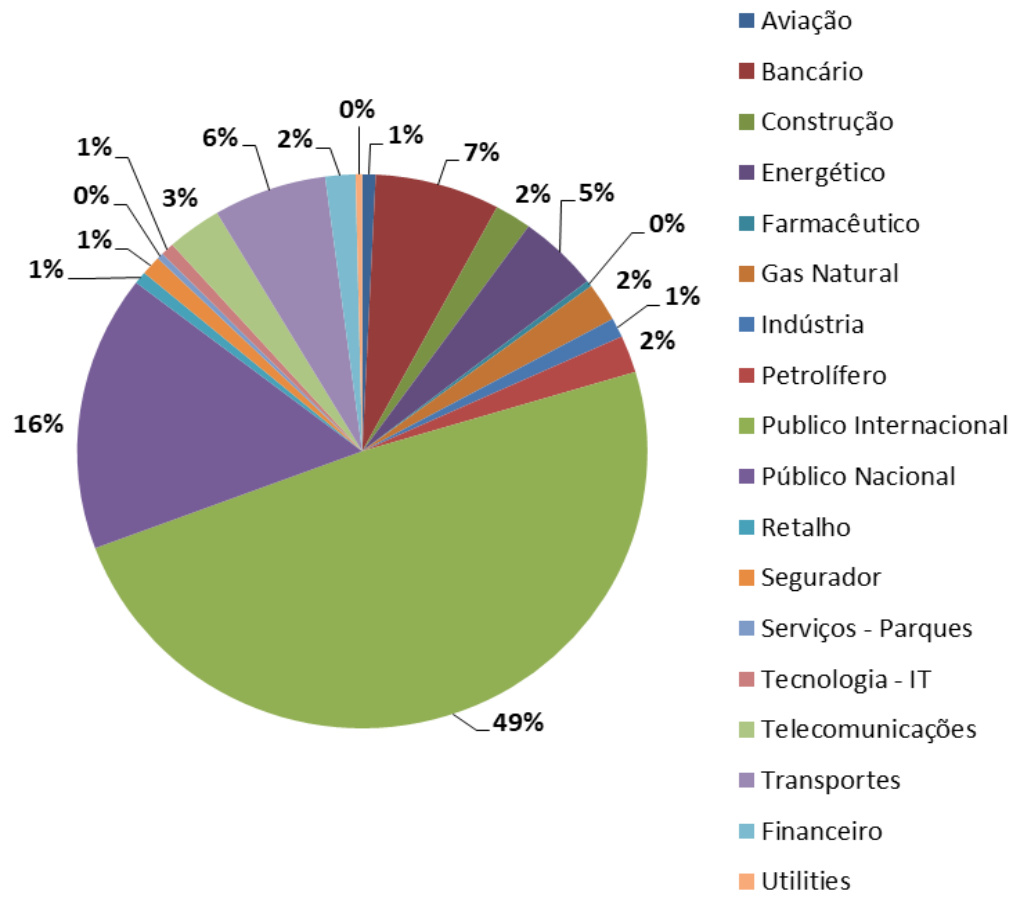 0%
1%
7%
2%
5%
0%
2%
1%
2%
49%
16%
1%
1%
0%
1%
3%
6%
2%
Aviação
Bancário
Construção
Energético
Farmacêutico
Gas Natural
Indústria
Petrolífero
Publico Internacional
Público Nacional
Retalho
Segurador
Serviços - Parques
Tecnologia - IT
Telecomunicações
Transportes
Financeiro
Utilities